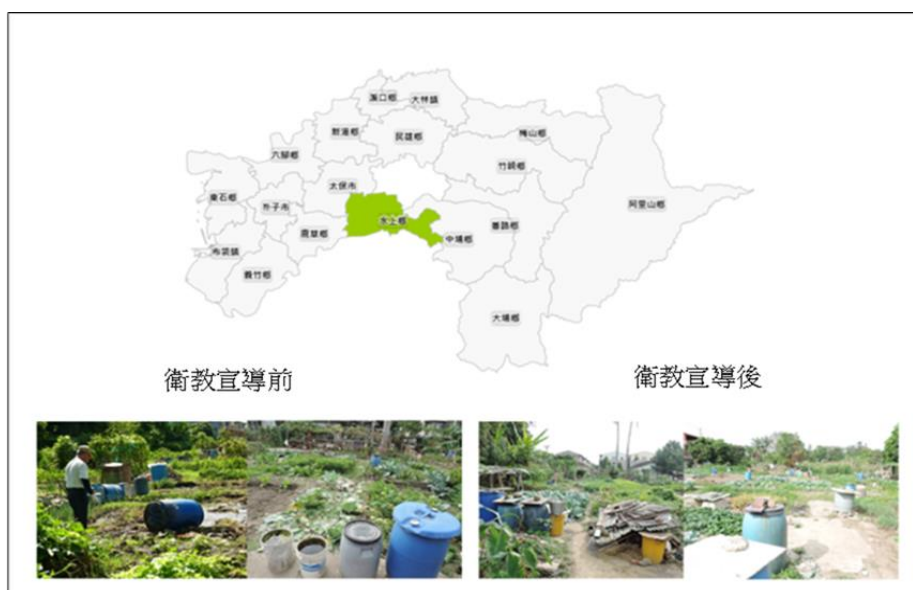 溪口鄉
大林鎮
新港鄉
民雄鄉
梅山鄉
六腳鄉
竹崎鄉
太保市
東石鄉
朴子市
阿里山鄉
水上鄉
番路鄉
鹿草鄉
中埔鄉
布袋鎮
義竹鄉
大埔鄉
衛教宣導前
衛教宣導後